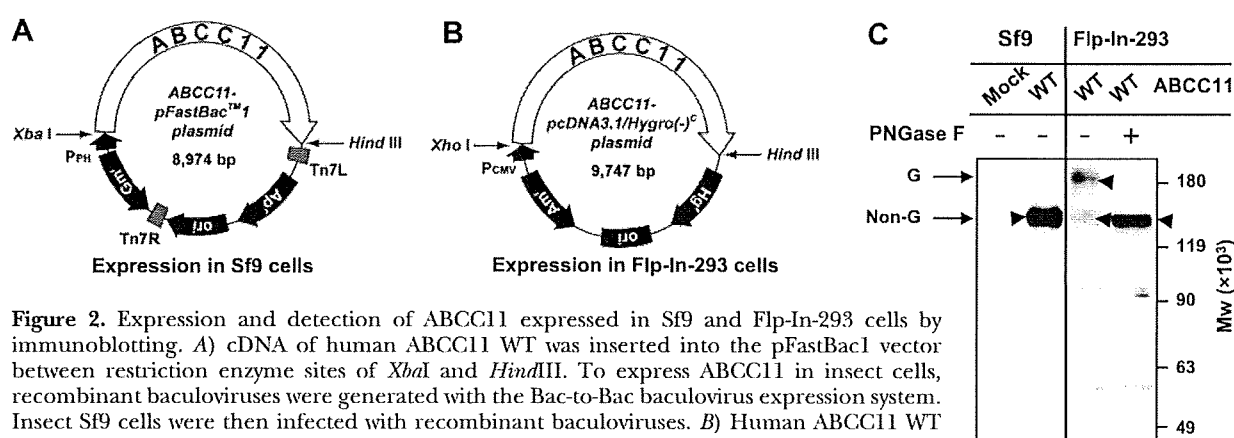 A
ABCC11
ABCC11-
pFastBac™1
plasmid
8,974 bp
Xba I
Hind III
PPH
Tn7L
Gmr
Apr
ori
Tn7R
Expression in Sf9 cells
B
ABCC11
ABCC11-
pcDNA3.1/Hygro(-)C
plasmid
9,747 bp
Xho I
Hind III
PCMV
Amr
Hgr
ori
Expression in Flp-In-293 cells
C
Sf9 Flp-In-293
Mock WT WT WT ABCC11
PNGase F
- - - +
G
Non-G
180
119
90
63
49
Mw (×10³)
Figure 2. Expression and detection of ABCC11 expressed in Sf9 and Flp-In-293 cells by
immunoblotting. A) cDNA of human ABCC11 WT was inserted into the pFastBac1 vector
between restriction enzyme sites of XbaI and HindIII. To express ABCC11 in insect cells,
recombinant baculoviruses were generated with the Bac-to-Bac baculovirus expression system.
Insect Sf9 cells were then infected with recombinant baculoviruses. B) Human ABCC11 WT